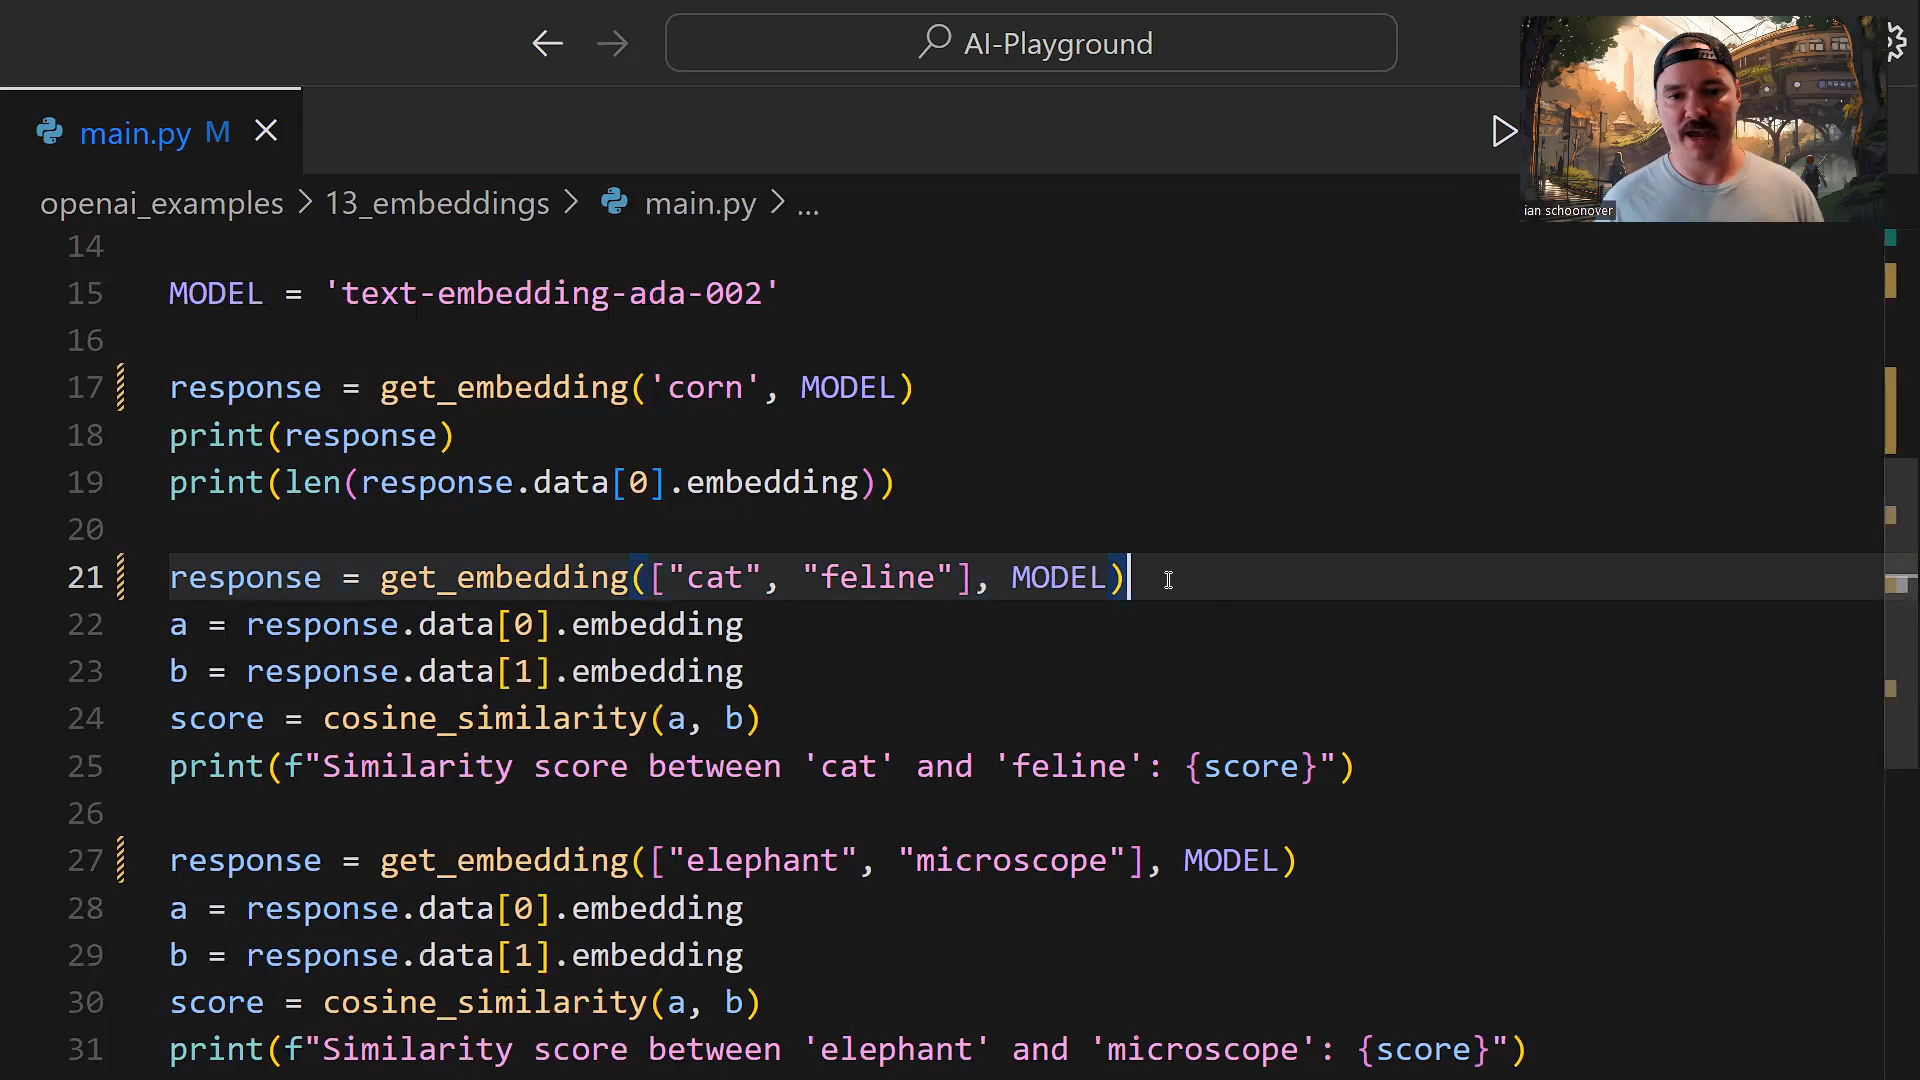 AI-Playground
main.py M
openai_examples > 13_embeddings > main.py > ...
ian schoonover
14
15 MODEL = 'text-embedding-ada-002'
16
17 response = get_embedding('corn', MODEL)
18 print(response)
19 print(len(response.data[0].embedding))
20
21 response = get_embedding(["cat", "feline"], MODEL)
22 a = response.data[0].embedding
23 b = response.data[1].embedding
24 score = cosine_similarity(a, b)
25 print(f"Similarity score between 'cat' and 'feline': {score}")
26
27 response = get_embedding(["elephant", "microscope"], MODEL)
28 a = response.data[0].embedding
29 b = response.data[1].embedding
30 score = cosine_similarity(a, b)
31 print(f"Similarity score between 'elephant' and 'microscope': {score}")